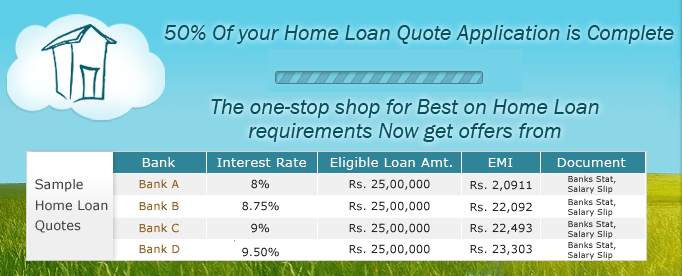 50% Of your Home Loan Quote Application is Complete
The one-stop shop for Best on Home Loan
requirements Now get offers from
Sample
Home Loan
Quotes
Bank Interest Rate Eligible Loan Amt. EMI Document
Bank A 8% Rs. 25,00,000 Rs. 2,0911 Banks Stat,
Salary Slip
Bank B 8.75% Rs. 25,00,000 Rs. 22,092 Banks Stat,
Salary Slip
Bank C 9% Rs. 25,00,000 Rs. 22,493 Banks Stat,
Salary Slip
Bank D 9.50% Rs. 25,00,000 Rs. 23,303 Banks Stat,
Salary Slip